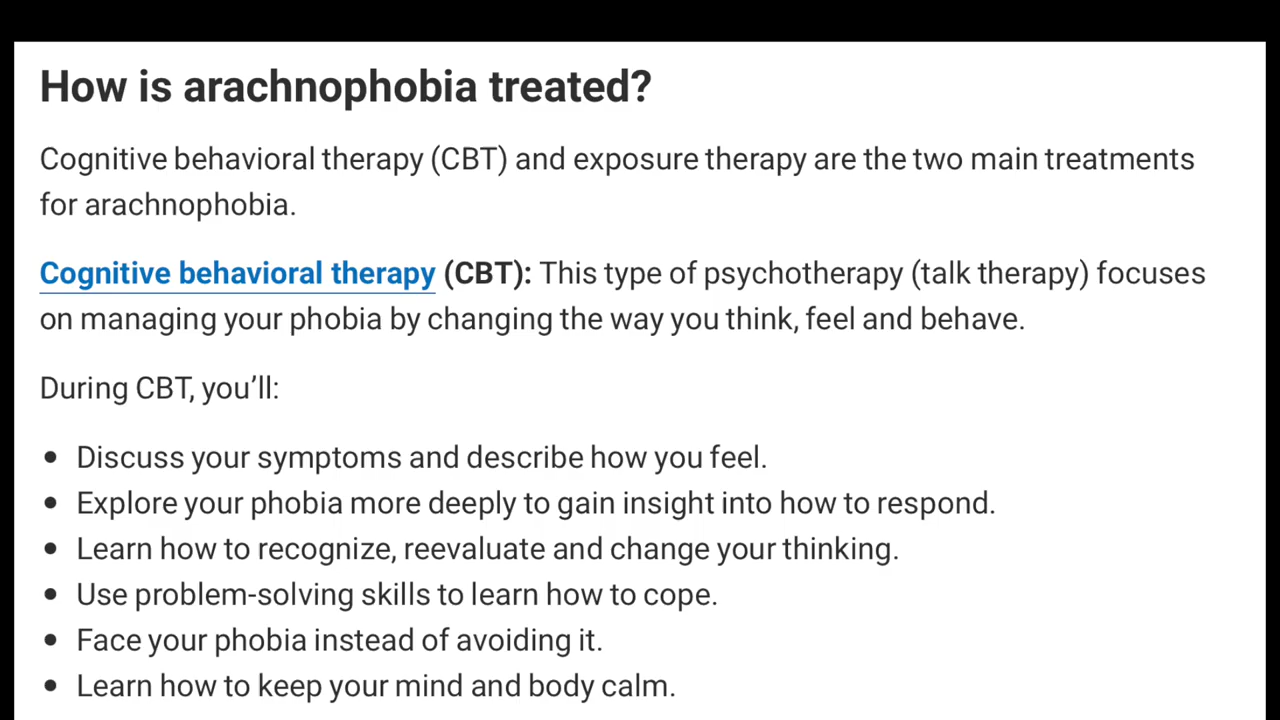 How is arachnophobia treated?
Cognitive behavioral therapy (CBT) and exposure therapy are the two main treatments
for arachnophobia.
Cognitive behavioral therapy (CBT): This type of psychotherapy (talk therapy) focuses
on managing your phobia by changing the way you think, feel and behave.
During CBT, you’ll:
• Discuss your symptoms and describe how you feel.
• Explore your phobia more deeply to gain insight into how to respond.
• Learn how to recognize, reevaluate and change your thinking.
• Use problem-solving skills to learn how to cope.
• Face your phobia instead of avoiding it.
• Learn how to keep your mind and body calm.